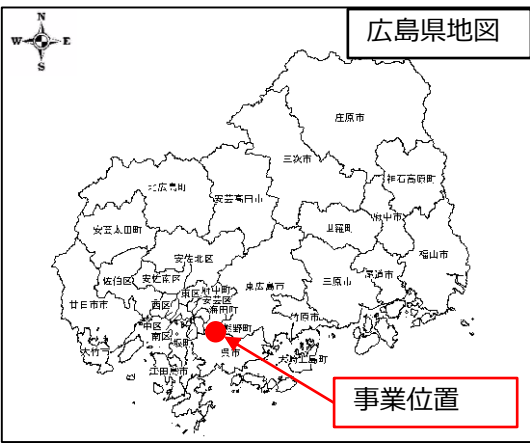 広島県地図
N
W E
S
庄原市
三次市
神石高原町
北広島町
安芸高田市
府中市
世羅町
安芸太田町
福山市
安佐北区
尾道市
三原市
東広島市
安佐南区
佐伯区
東区
府中町
安芸区
海田町
廿日市市
西区
竹原市
中区
南区
熊野町
坂町
呉市
大竹市
大崎上島町
江田島市
事業位置